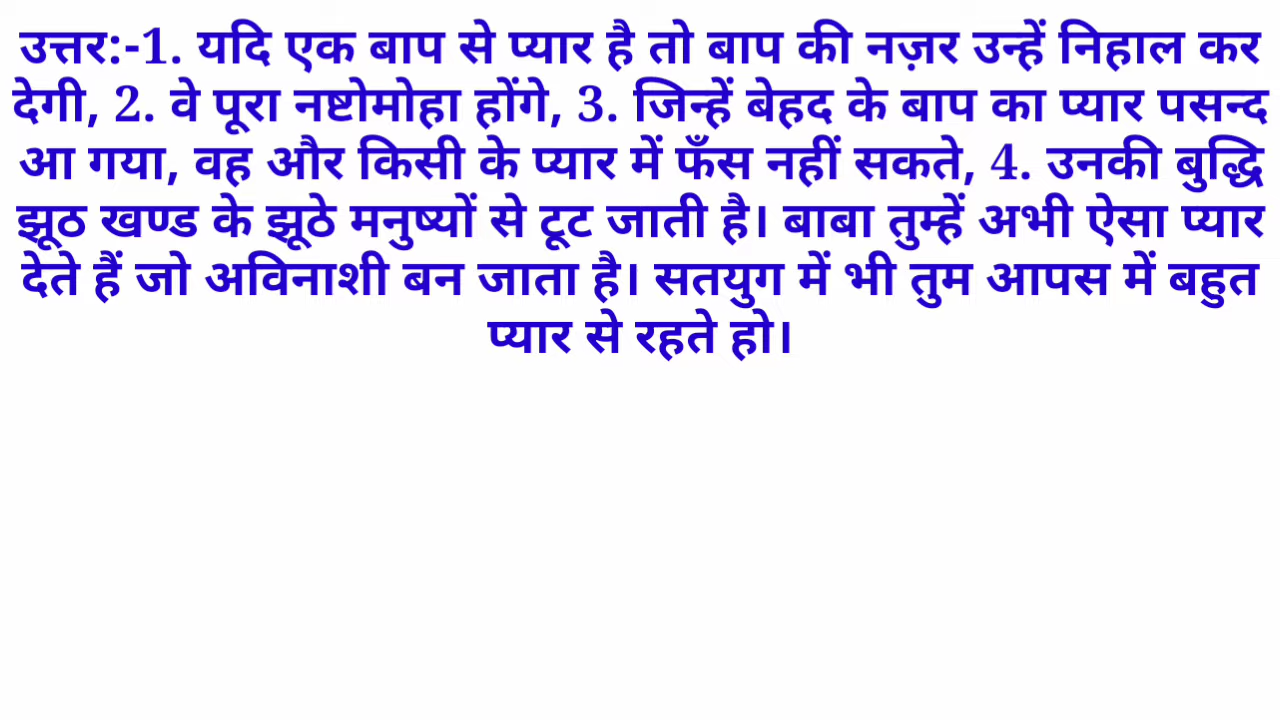 उत्तर:-1. यदि एक बाप से प्यार है तो बाप की नज़र उन्हें निहाल कर
देगी, 2. वे पूरा नष्टोमोहा होंगे, 3. जिन्हें बेहद के बाप का प्यार पसन्द
आ गया, वह और किसी के प्यार में फँस नहीं सकते, 4. उनकी बुद्धि
झूठ खण्ड के झूठे मनुष्यों से टूट जाती है। बाबा तुम्हें अभी ऐसा प्यार
देते हैं जो अविनाशी बन जाता है। सतयुग में भी तुम आपस में बहुत
प्यार से रहते हो।